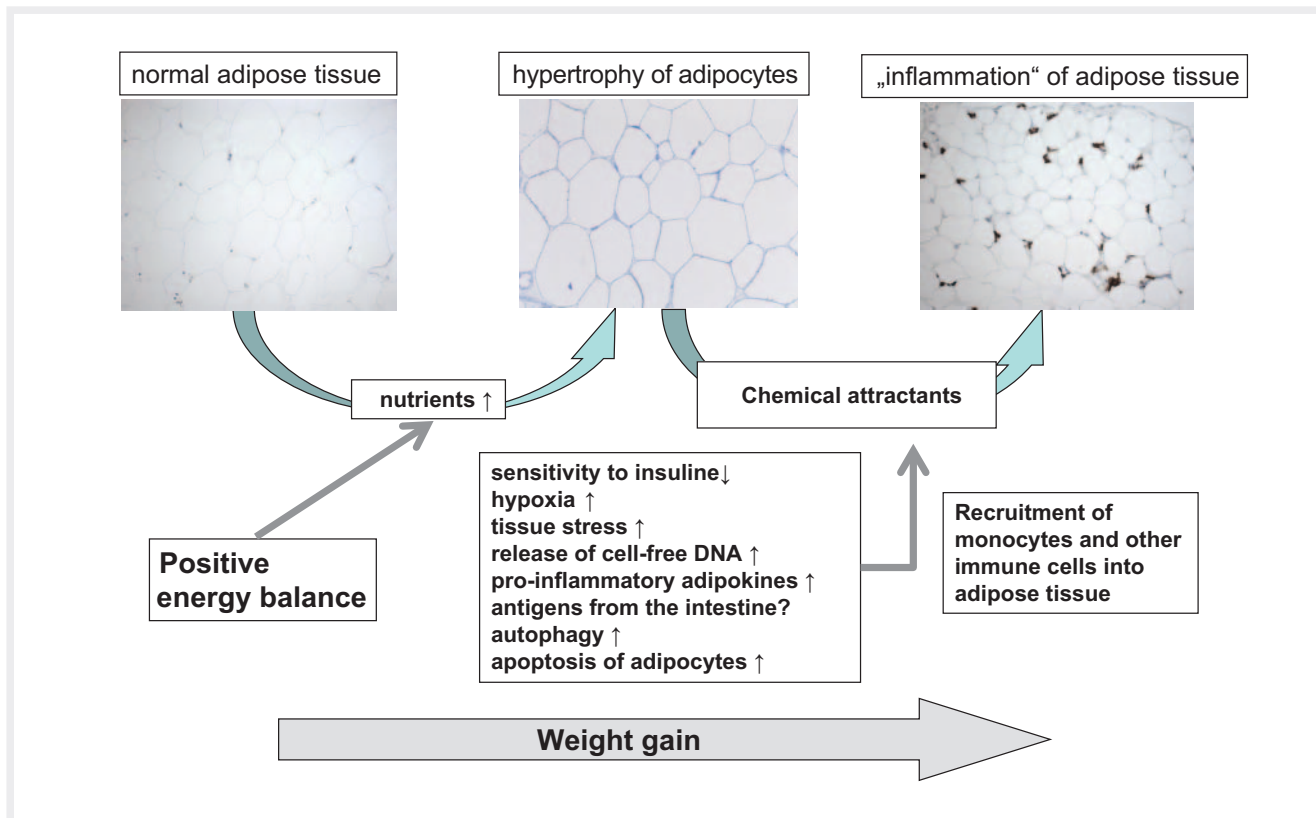 normal adipose tissue
hypertrophy of adipocytes
„inflammation“ of adipose tissue
nutrients ↑
Chemical attractants
sensitivity to insuline↓
hypoxia ↑
tissue stress ↑
release of cell-free DNA ↑
pro-inflammatory adipokines ↑
antigens from the intestine?
autophagy ↑
apoptosis of adipocytes ↑
Recruitment of
monocytes and other
immune cells into
adipose tissue
Positive
energy balance
Weight gain